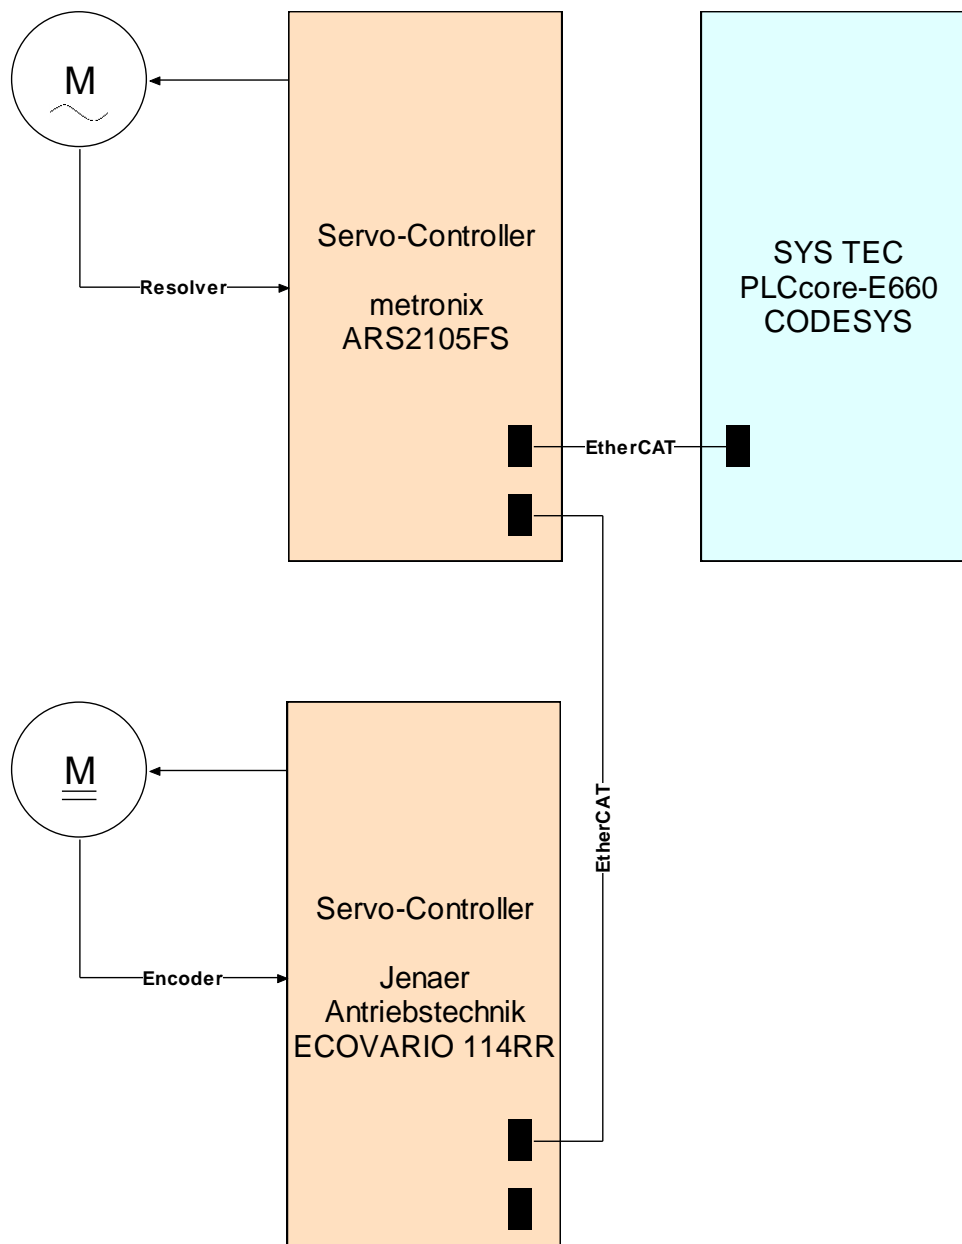 M
Servo-Controller
metronix
ARS2105FS
Resolver
SYS TEC
PLCcore-E660
CODESYS
EtherCAT
EtherCAT
M
Servo-Controller
Jenaer
Antriebstechnik
ECOVARIO 114RR
Encoder